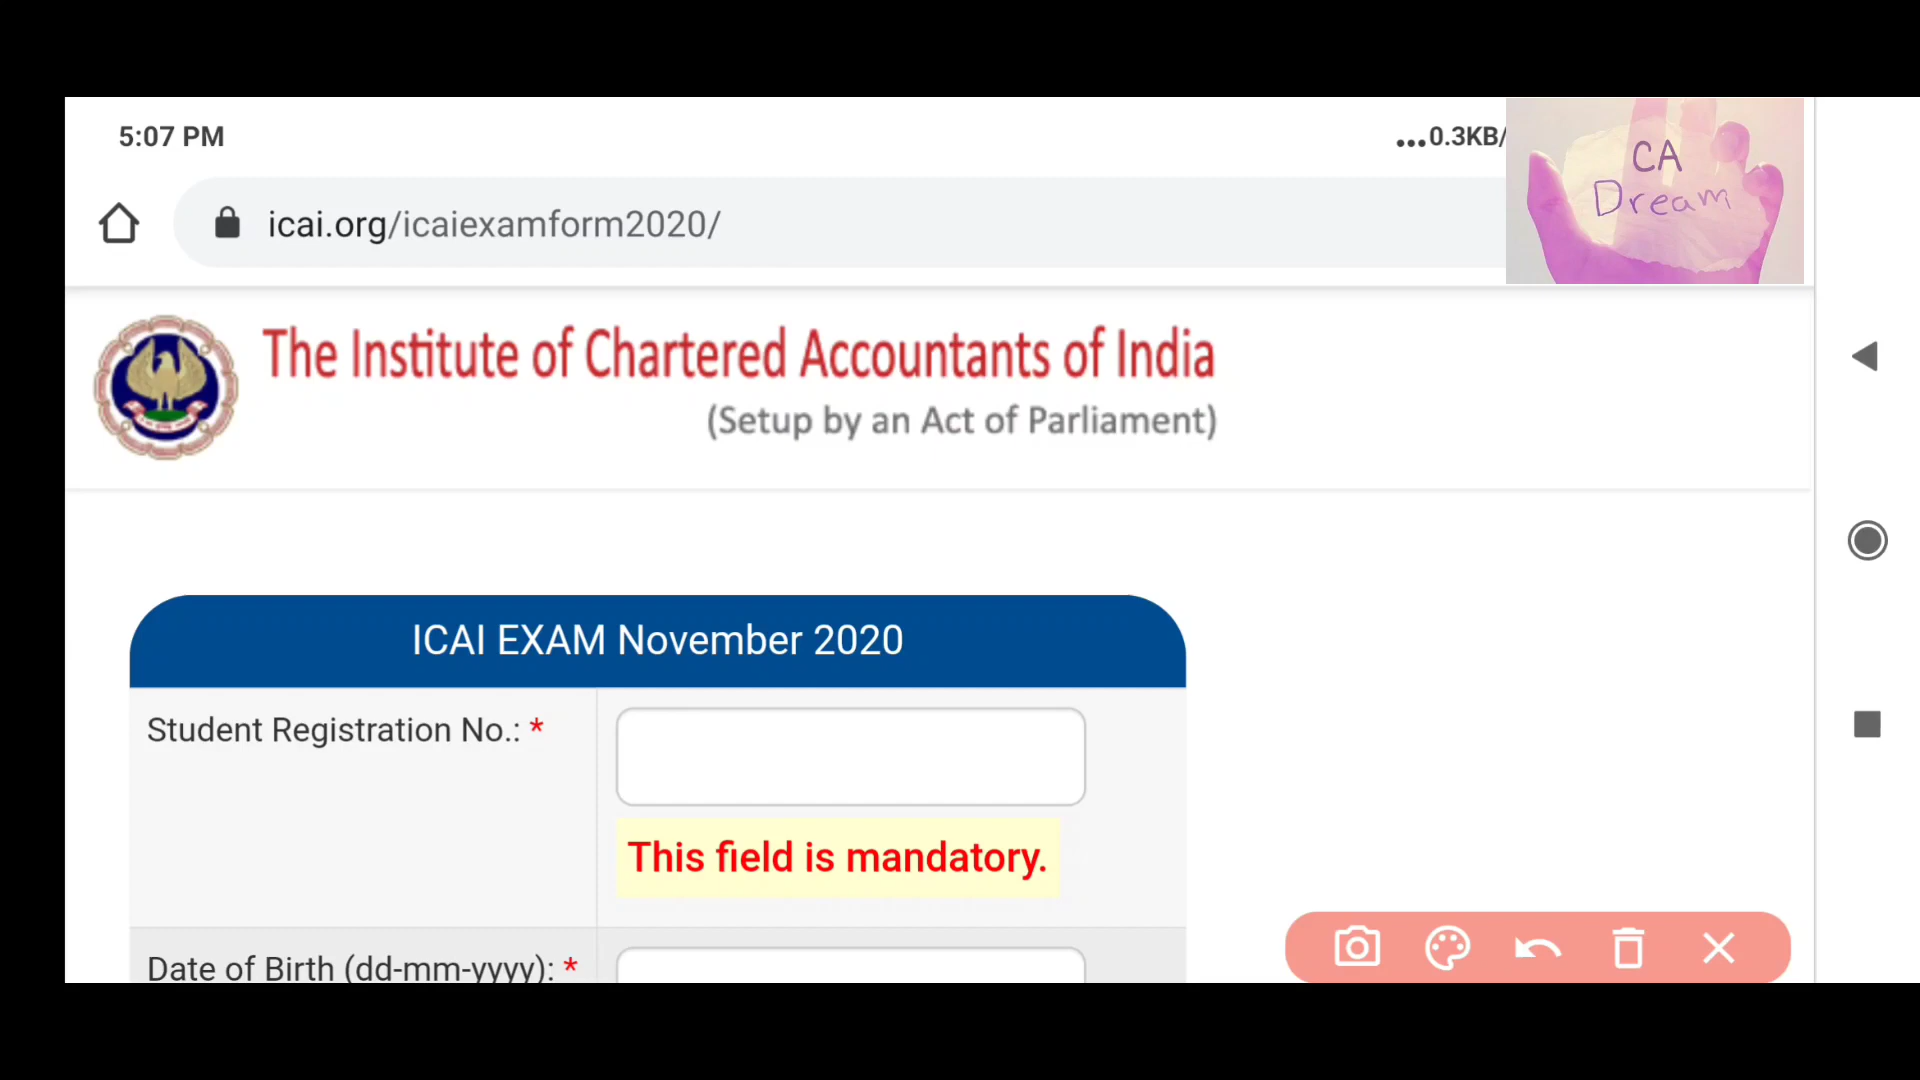 5:07 PM
...0.3KB/
CA
Dream
icai.org/icaiexamform2020/
The Institute of Chartered Accountants of India
(Setup by an Act of Parliament)
ICAI EXAM November 2020
Student Registration No.: *
This field is mandatory.
Date of Birth (dd-mm-yyyy): *